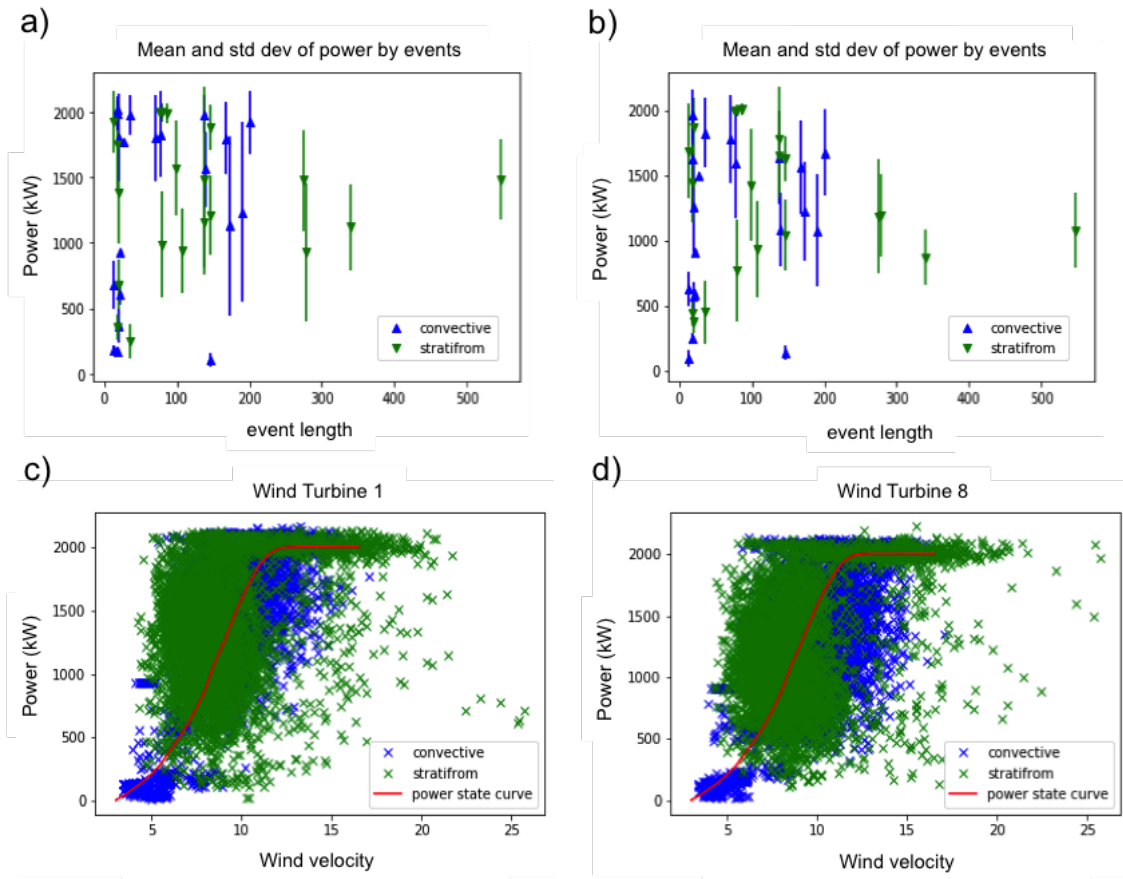 a)
Mean and std dev of power by events
2000
1500
1000
500
0
Power (kW)
convective
stratifrom
0 100 200 300 400 500
event length
b)
Mean and std dev of power by events
2000
1500
1000
500
0
Power (kW)
convective
stratifrom
0 100 200 300 400 500
event length
c)
Wind Turbine 1
2000
1500
1000
500
0
Power (kW)
convective
stratifrom
power state curve
5 10 15 20 25
Wind velocity
d)
Wind Turbine 8
2000
1500
1000
500
0
Power (kW)
convective
stratifrom
power state curve
5 10 15 20 25
Wind velocity